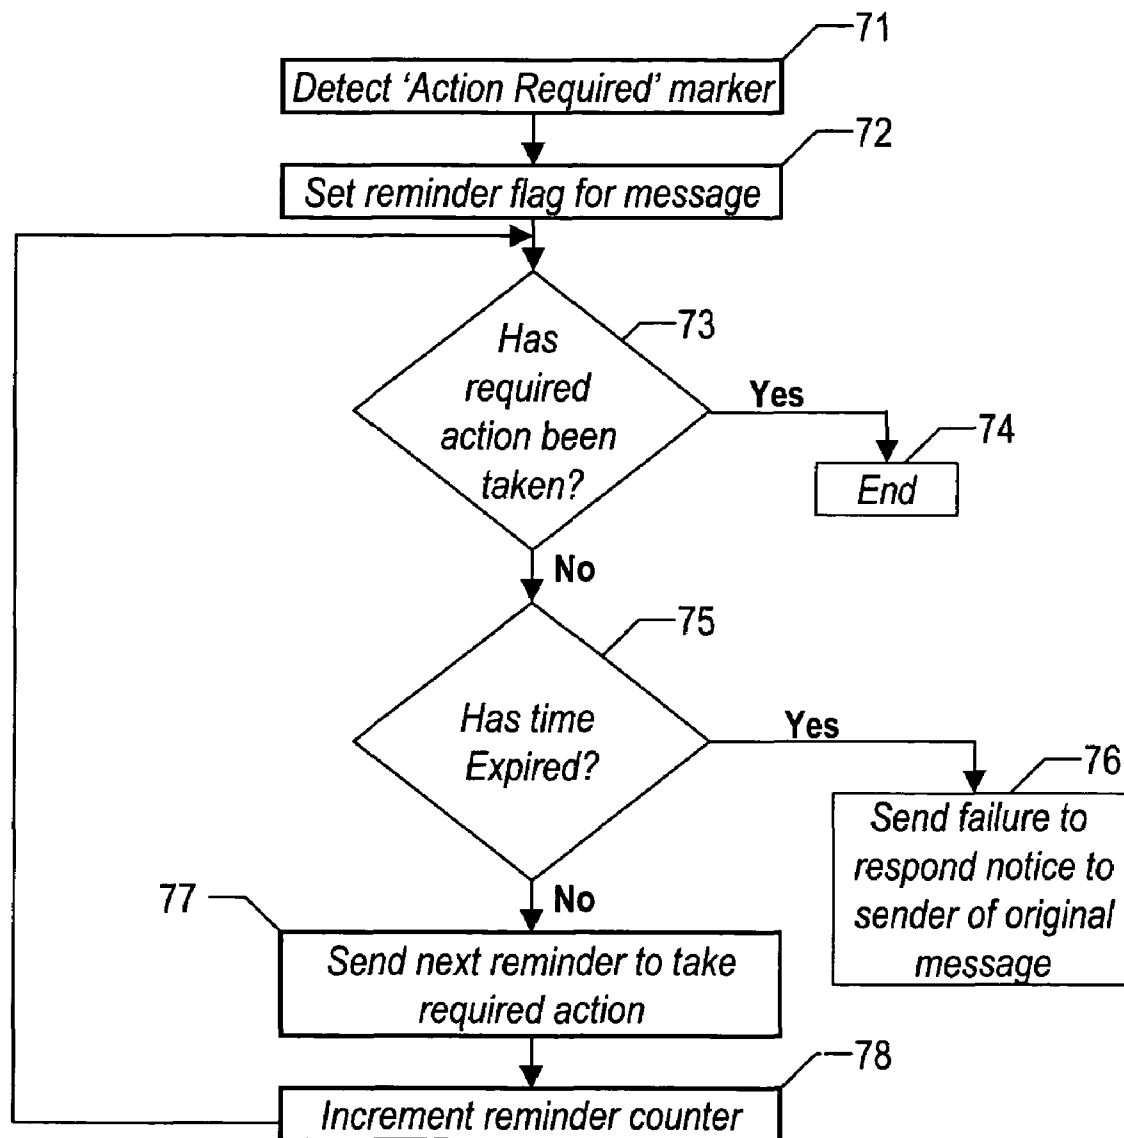 71
Detect ‘Action Required’ marker
72
Set reminder flag for message
73
Has
required
action been
taken?
Yes
74
End
No
75
Has time
Expired?
Yes
76
Send failure to
respond notice to
sender of original
message
No
77
Send next reminder to take
required action
78
Increment reminder counter